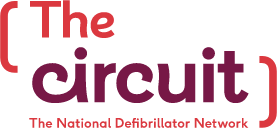 The
circuit
The National Defibrillator Network